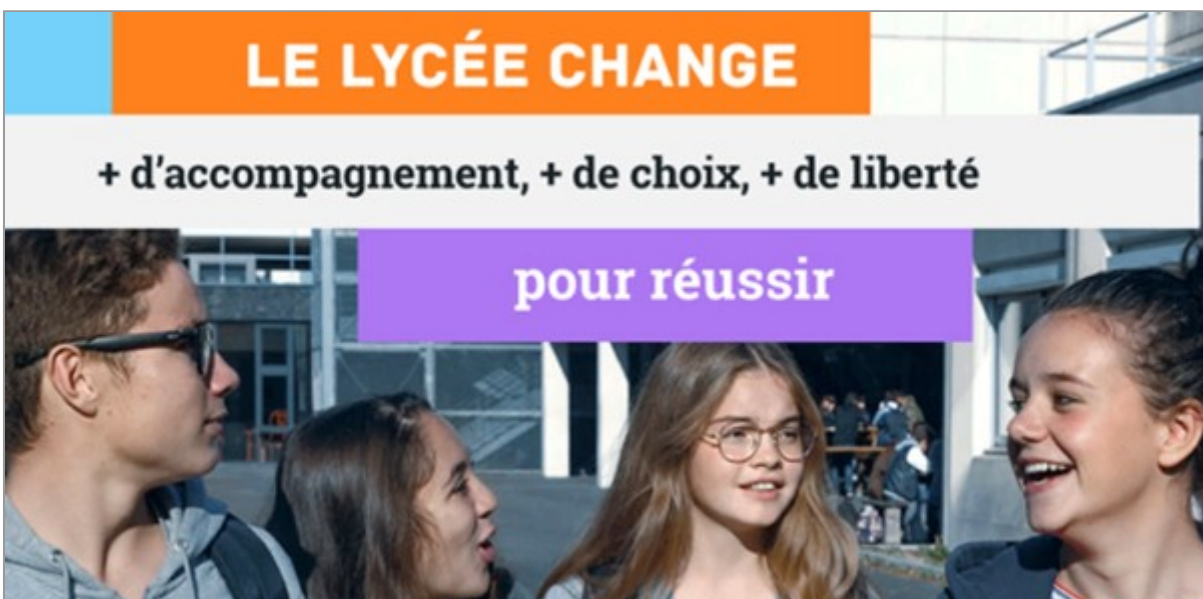 LE LYCÉE CHANGE
+ d’accompagnement, + de choix, + de liberté
pour réussir